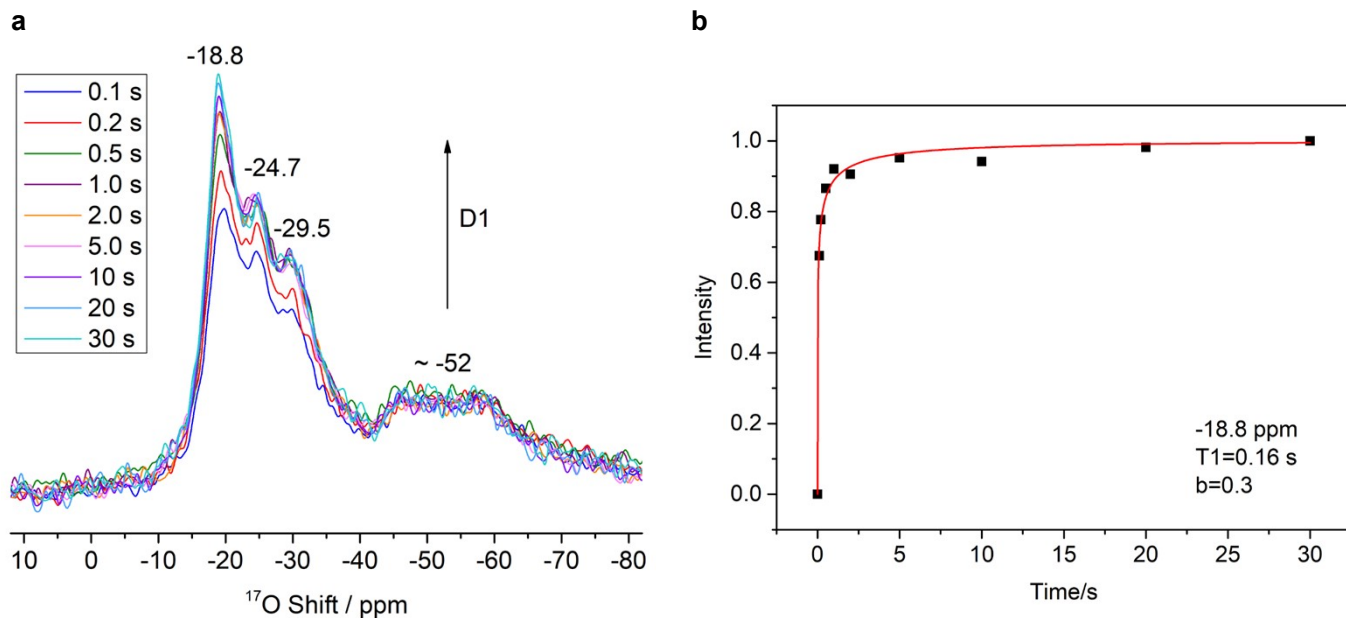 a
-18.8
0.1 s
0.2 s
0.5 s
1.0 s
2.0 s
5.0 s
10 s
20 s
30 s
-24.7
-29.5
D1
~ -52
10 0 -10 -20 -30 -40 -50 -60 -70 -80
¹⁷O Shift / ppm
b
1.0
0.8
0.6
0.4
0.2
0.0
Intensity
-18.8 ppm
T1=0.16 s
b=0.3
0 5 10 15 20 25 30
Time/s